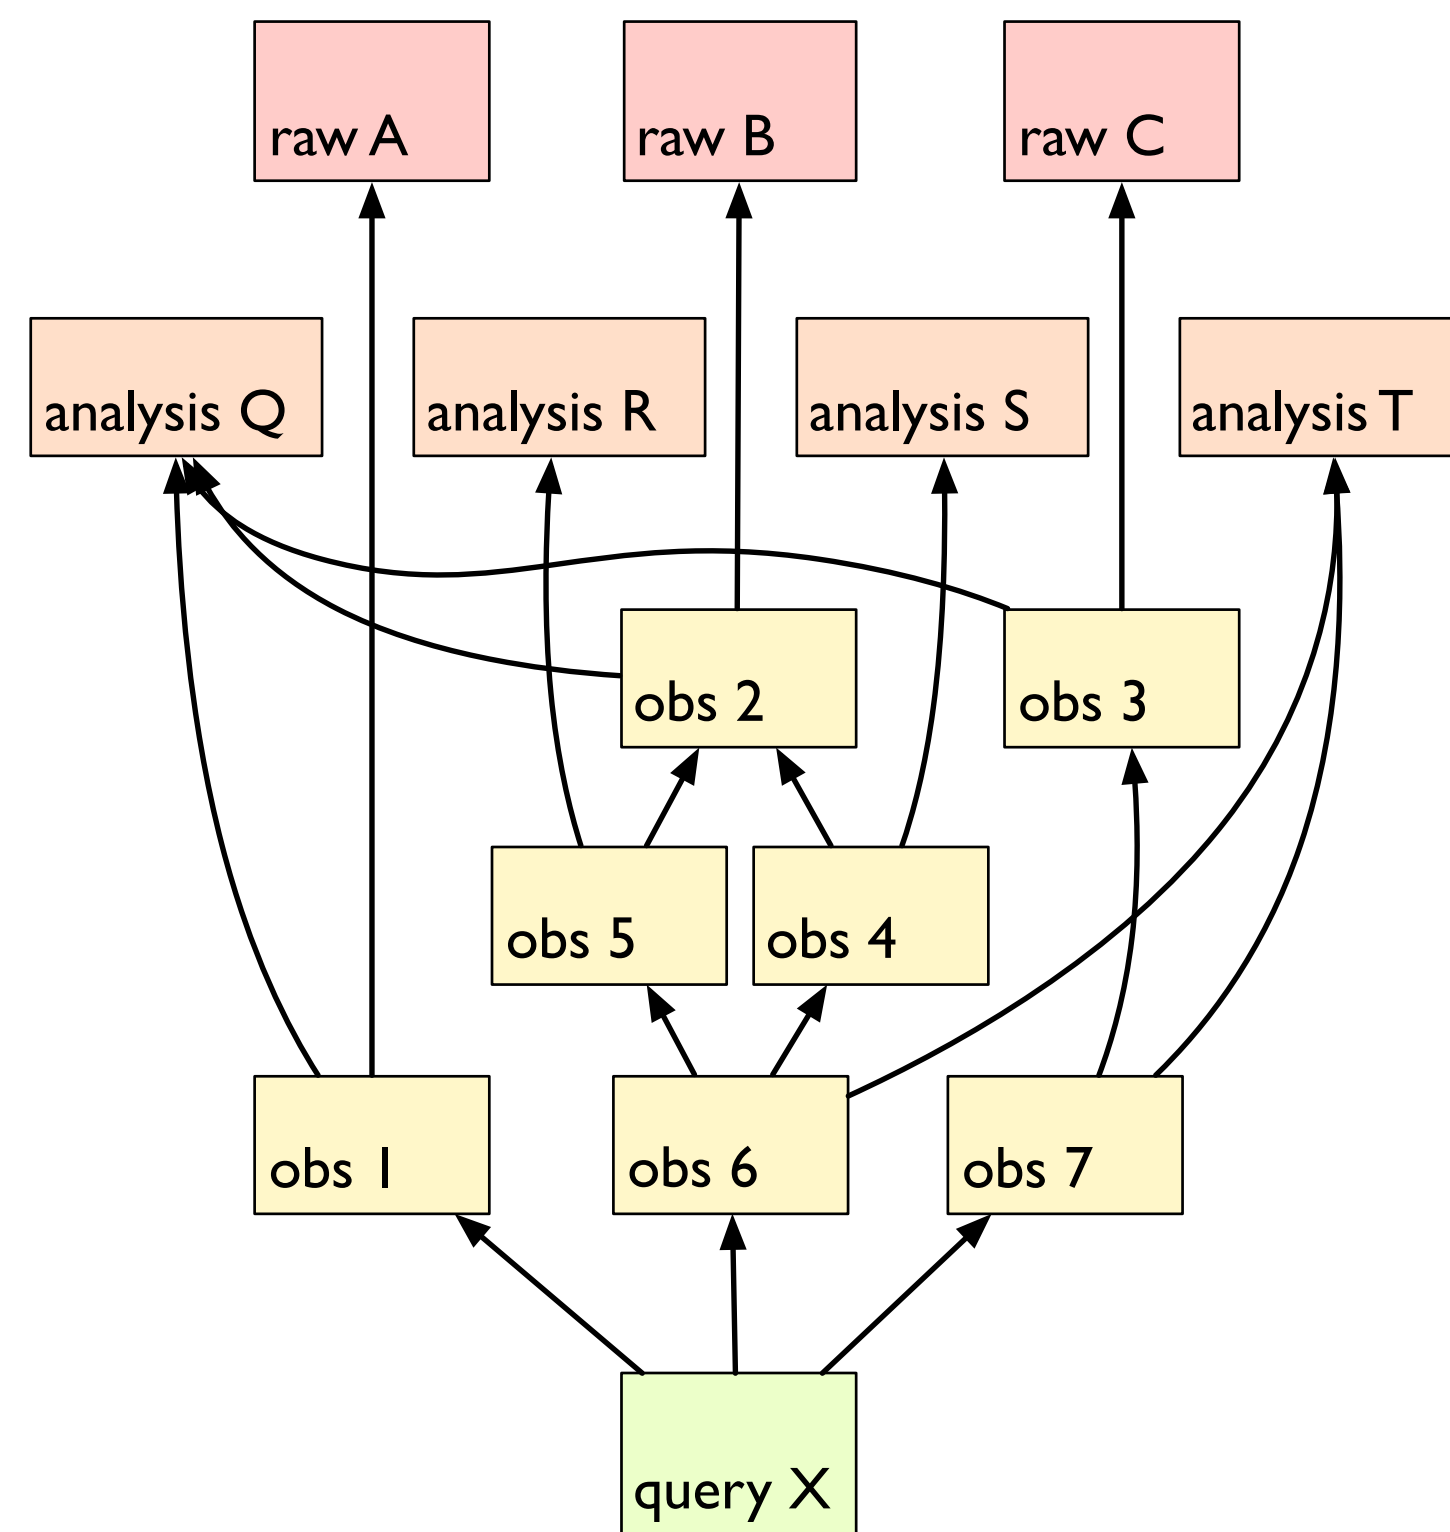 raw A
raw B
raw C
analysis Q
analysis R
analysis S
analysis T
obs 2
obs 3
obs 5
obs 4
obs 1
obs 6
obs 7
query X